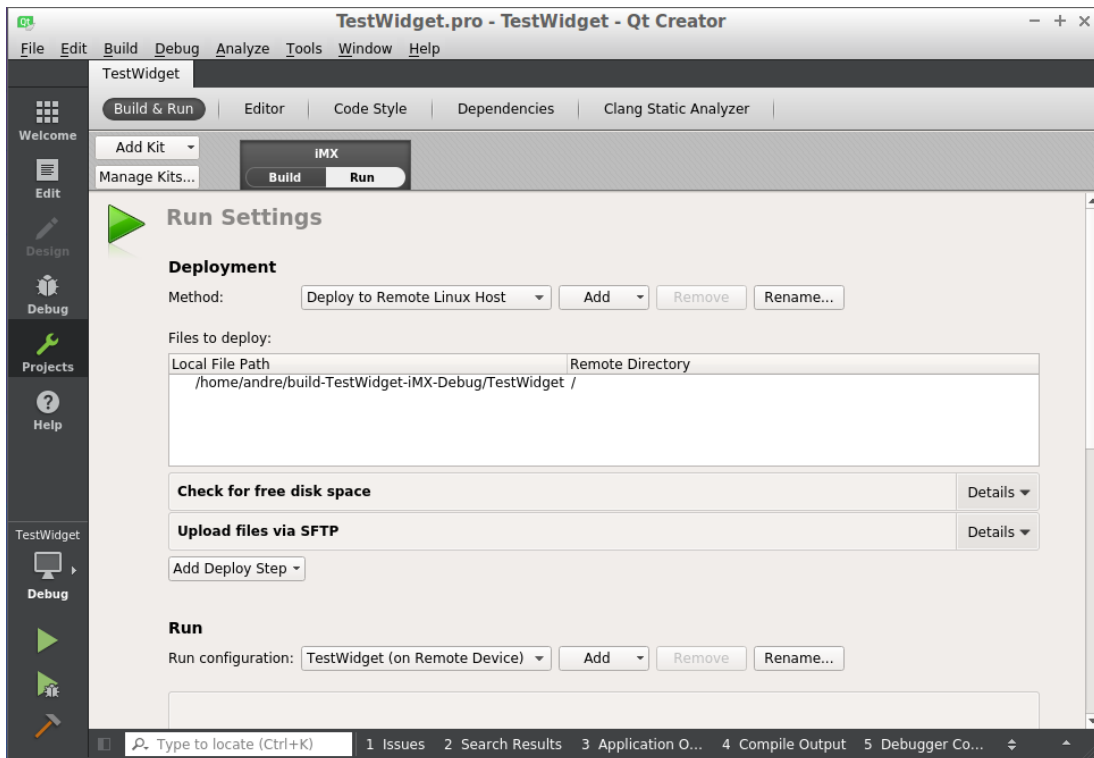 TestWidget.pro - TestWidget - Qt Creator
File Edit Build Debug Analyze Tools Window Help
TestWidget
Build & Run Editor Code Style Dependencies Clang Static Analyzer
Welcome
Edit
Design
Debug
Projects
Help
TestWidget
Debug
Add Kit
Manage Kits...
iMX
Build Run
Run Settings
Deployment
Method: Deploy to Remote Linux Host Add Remove Rename...
Files to deploy:
Local File Path Remote Directory
/home/andre/build-TestWidget-iMX-Debug/TestWidget /
Check for free disk space Details
Upload files via SFTP Details
Add Deploy Step
Run
Run configuration: TestWidget (on Remote Device) Add Remove Rename...
Type to locate (Ctrl+K) 1 Issues 2 Search Results 3 Application O... 4 Compile Output 5 Debugger Co...